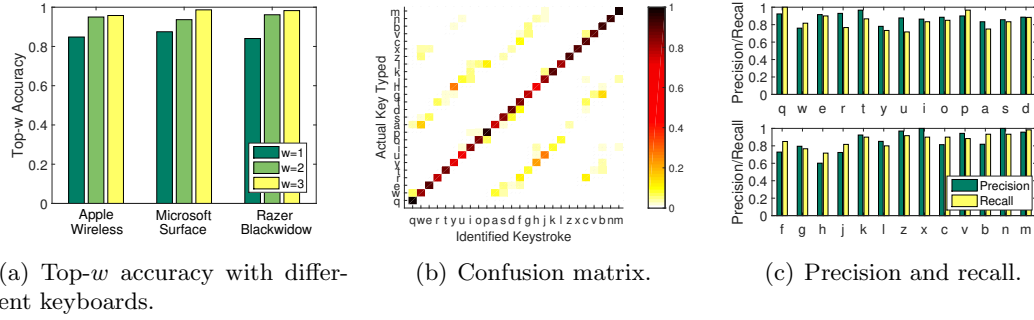 Top-w Accuracy
1
0.8
0.6
0.4
0.2
0
w=1
w=2
w=3
Apple Wireless
Microsoft Surface
Razer Blackwidow
(a) Top-w accuracy with different keyboards.
Actual Key Typed
m
n
b
v
c
x
z
l
k
j
h
g
f
d
s
a
p
o
i
u
y
t
r
e
w
q
q w e r t y u i o p a s d f g h j k l z x c v b n m
Identified Keystroke
1
0.8
0.6
0.4
0.2
0
(b) Confusion matrix.
Precision/Recall
1
0.8
0.6
0.4
0.2
0
q w e r t y u i o p a s d
Precision/Recall
1
0.8
0.6
0.4
0.2
0
Precision
Recall
f g h j k l z x c v b n m
(c) Precision and recall.